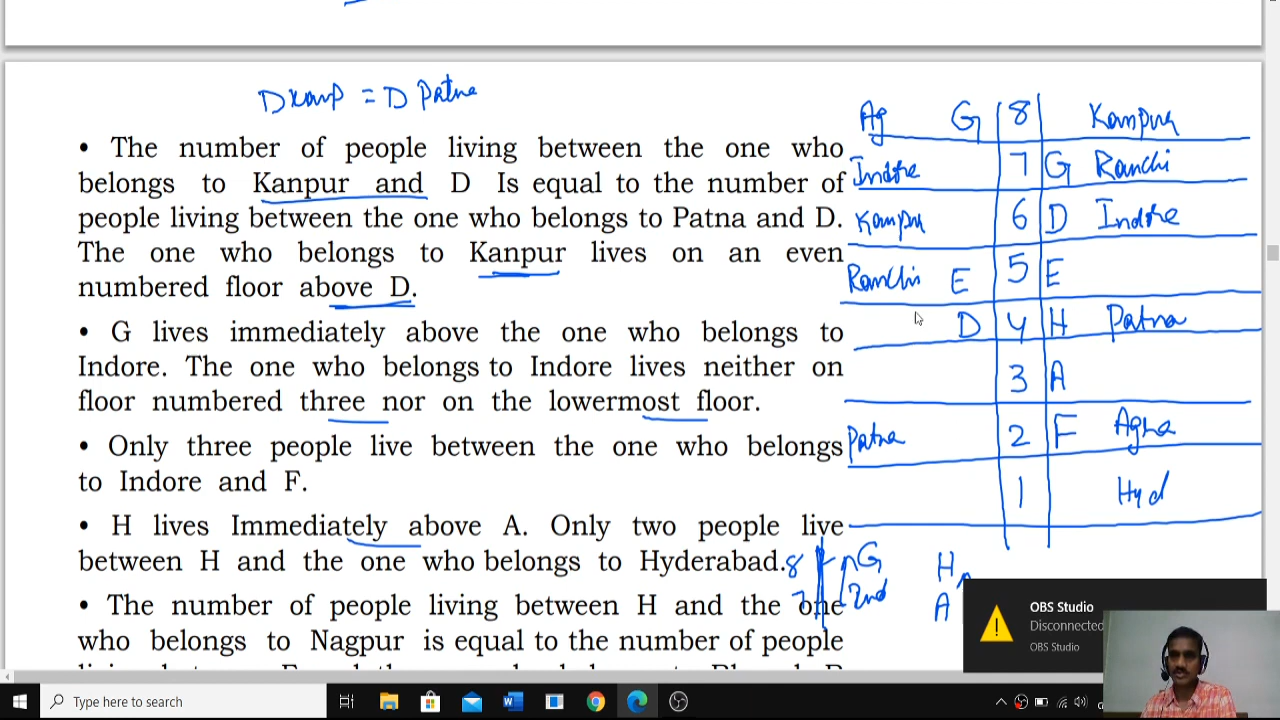 D Kanp = D Patna
• The number of people living between the one who
belongs to Kanpur and D Is equal to the number of
people living between the one who belongs to Patna and D.
The one who belongs to Kanpur lives on an even
numbered floor above D.
• G lives immediately above the one who belongs to
Indore. The one who belongs to Indore lives neither on
floor numbered three nor on the lowermost floor.
• Only three people live between the one who belongs
to Indore and F.
• H lives Immediately above A. Only two people live
between H and the one who belongs to Hyderabad.
• The number of people living between H and the one
who belongs to Nagpur is equal to the number of people
Ag G 8 Kanpur
Indore 7 G Ranchi
Kanpu 6 D Indore
Ranchi E 5 E
D 4 H Patna
3 A
Patna 2 F Agra
1 Hyd
8 G
7 2nd
H
A
OBS Studio
Disconnected
OBS Studio
Type here to search